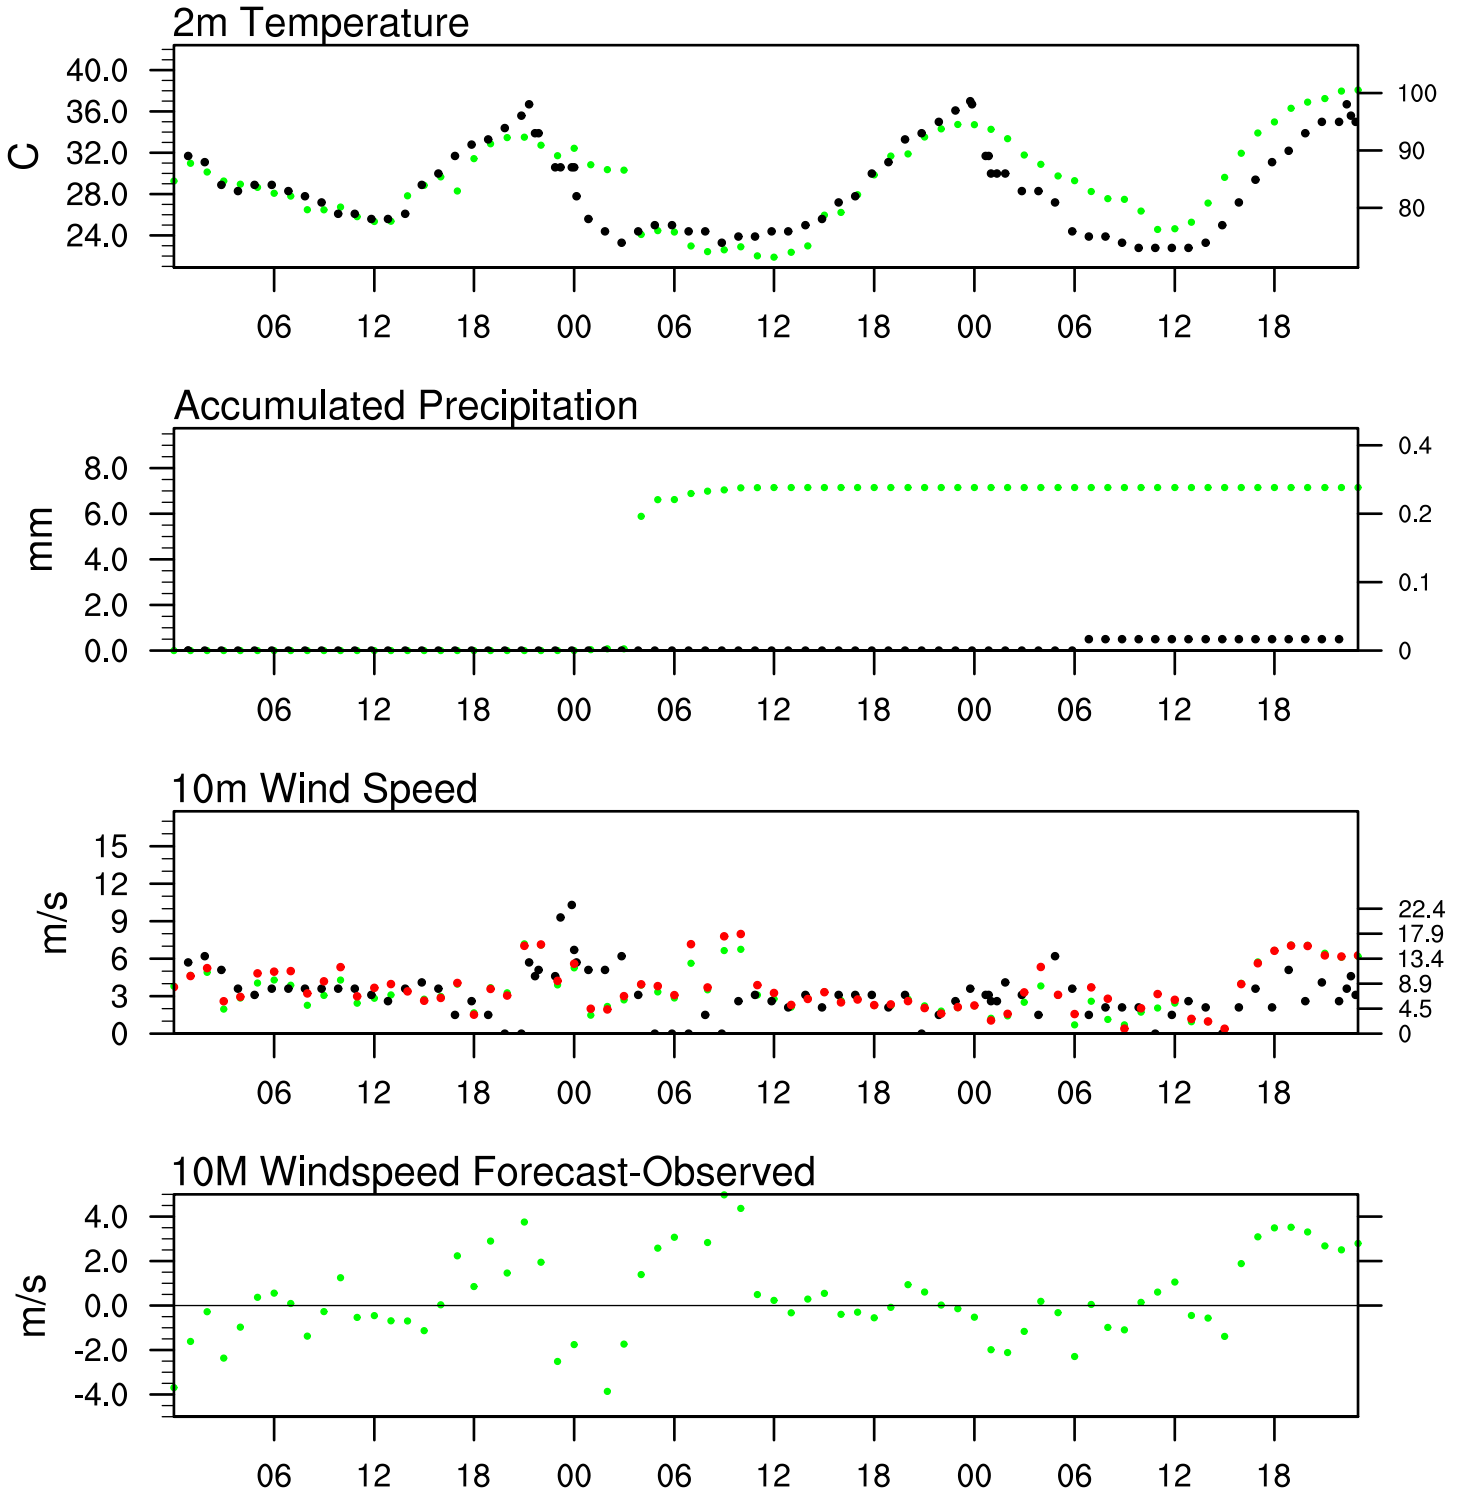 2m Temperature
40.0
36.0
32.0
28.0
24.0
C
100
90
80
06 12 18 00 06 12 18 00 06 12 18
Accumulated Precipitation
8.0
6.0
4.0
2.0
0.0
mm
0.4
0.2
0.1
0
06 12 18 00 06 12 18 00 06 12 18
10m Wind Speed
15
12
9
6
3
0
m/s
22.4
17.9
13.4
8.9
4.5
0
06 12 18 00 06 12 18 00 06 12 18
10M Windspeed Forecast-Observed
4.0
2.0
0.0
-2.0
-4.0
m/s
06 12 18 00 06 12 18 00 06 12 18